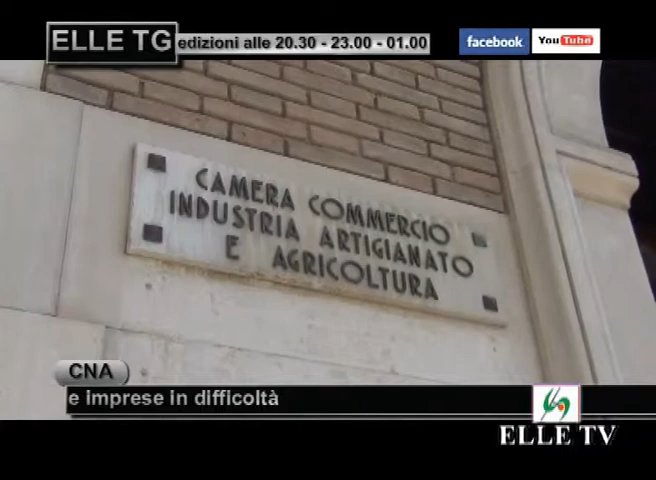 ELLE TG edizioni alle 20.30 - 23.00 - 01.00 facebook YouTube
CAMERA COMMERCIO
INDUSTRIA ARTIGIANATO
E AGRICOLTURA
CNA
e imprese in difficoltà
ELLE TV